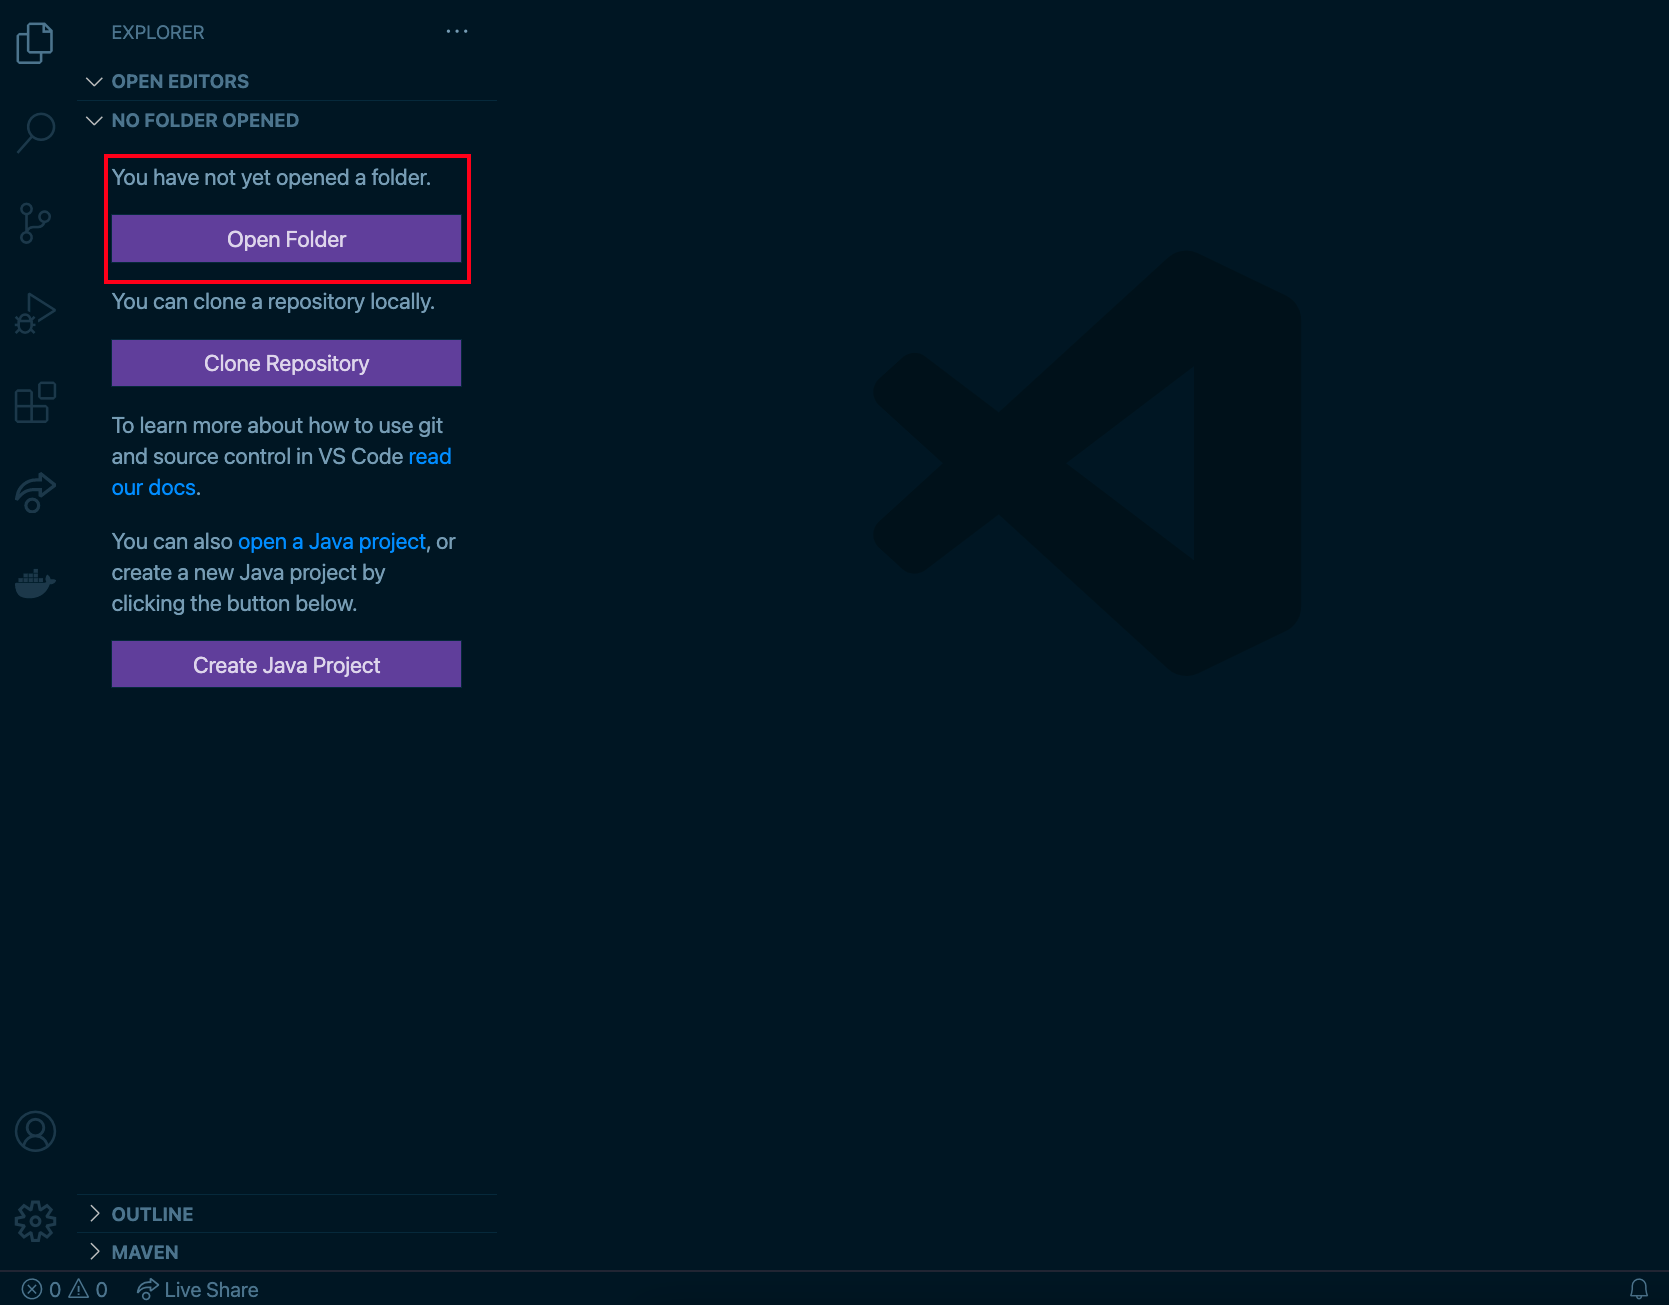 EXPLORER
OPEN EDITORS
NO FOLDER OPENED
You have not yet opened a folder.
Open Folder
You can clone a repository locally.
Clone Repository
To learn more about how to use git
and source control in VS Code read
our docs.
You can also open a Java project, or
create a new Java project by
clicking the button below.
Create Java Project
OUTLINE
MAVEN
0 0 Live Share